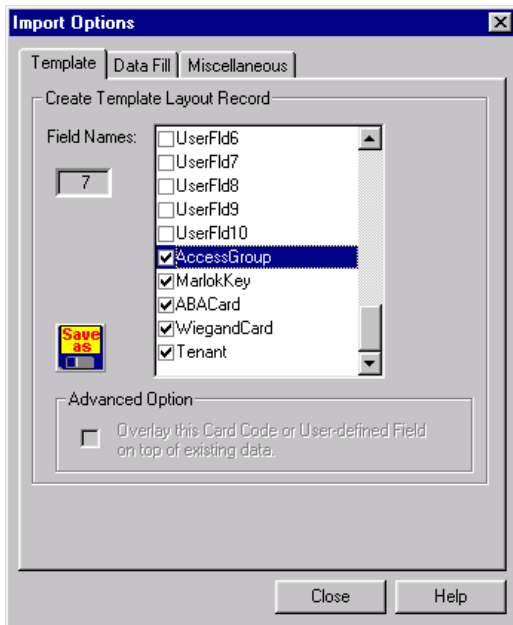 Import Options
Template
Data Fill
Miscellaneous
Create Template Layout Record
Field Names:
7
UserFld6
UserFld7
UserFld8
UserFld9
UserFld10
AccessGroup
MarlokKey
ABACard
WiegandCard
Tenant
Save
as
Advanced Option
Overlay this Card Code or User-defined Field
on top of existing data.
Close
Help